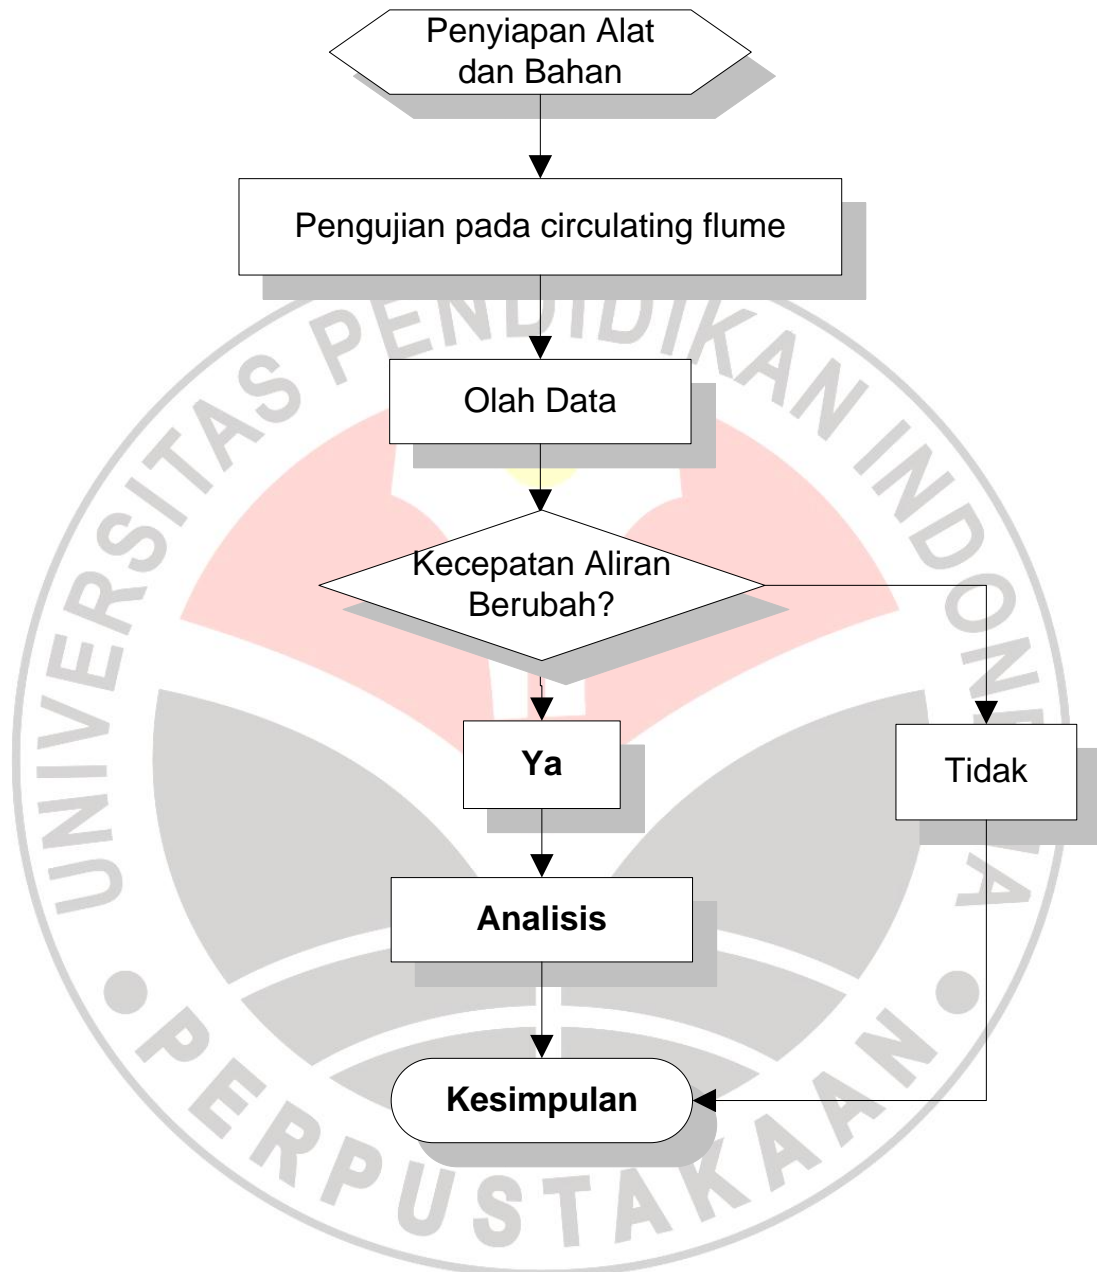 Penyiapan Alat
dan Bahan
Pengujian pada circulating flume
Olah Data
Kecepatan Aliran
Berubah?
Ya
Tidak
Analisis
Kesimpulan
UNIVERSITAS PENDIDIKAN INDONESIA
PERPUSTAKAAN